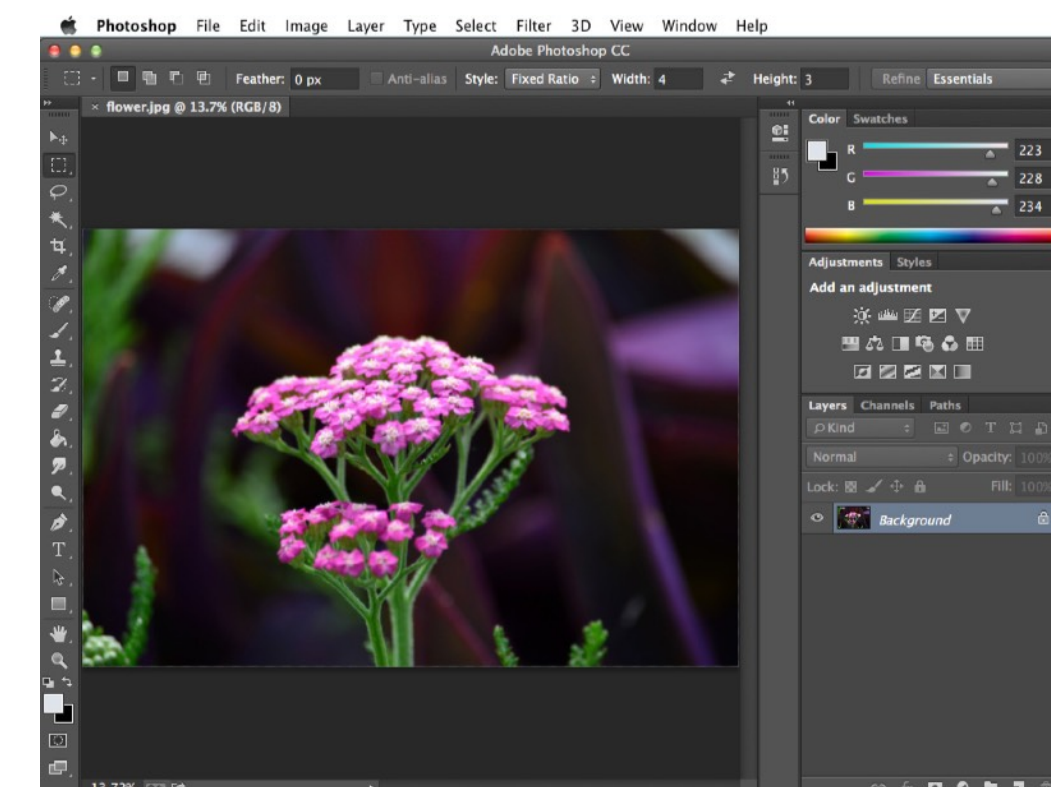 Photoshop File Edit Image Layer Type Select Filter 3D View Window Help
Adobe Photoshop CC
Feather: 0 px Anti-alias Style: Fixed Ratio Width: 4 Height: 3 Refine Essentials
× flower.jpg @ 13.7% (RGB/8)
Color Swatches
R 223
G 228
B 234
Adjustments Styles
Add an adjustment
Layers Channels Paths
Kind
Normal Opacity: 100%
Lock: Fill: 100%
Background
13.72%